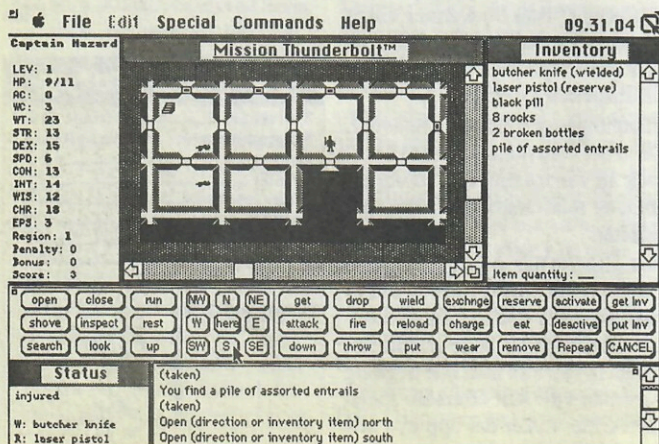 File Edit Special Commands Help 09.31.04
Captain Hazard
LEV: 1
HP: 9/11
AC: 0
WC: 3
WT: 23
STR: 13
DEX: 15
SPD: 6
CON: 13
INT: 14
WIS: 12
CHR: 18
EPS: 3
Region: 1
Penalty: 0
Bonus: 0
Score: 3
Mission Thunderbolt™
Inventory
butcher knife (wielded)
laser pistol (reserve)
black pill
8 rocks
2 broken bottles
pile of assorted entrails
Item quantity: __
open close run NW N NE get drop wield exchnge reserve activate get Inv
shove inspect rest W here E attack fire reload charge eat deactive put Inv
search look up SW S SE down throw put wear remove Repeat CANCEL
Status
injured
W: butcher knife
R: laser pistol
(taken)
You find a pile of assorted entrails
(taken)
Open (direction or inventory item) north
Open (direction or inventory item) south